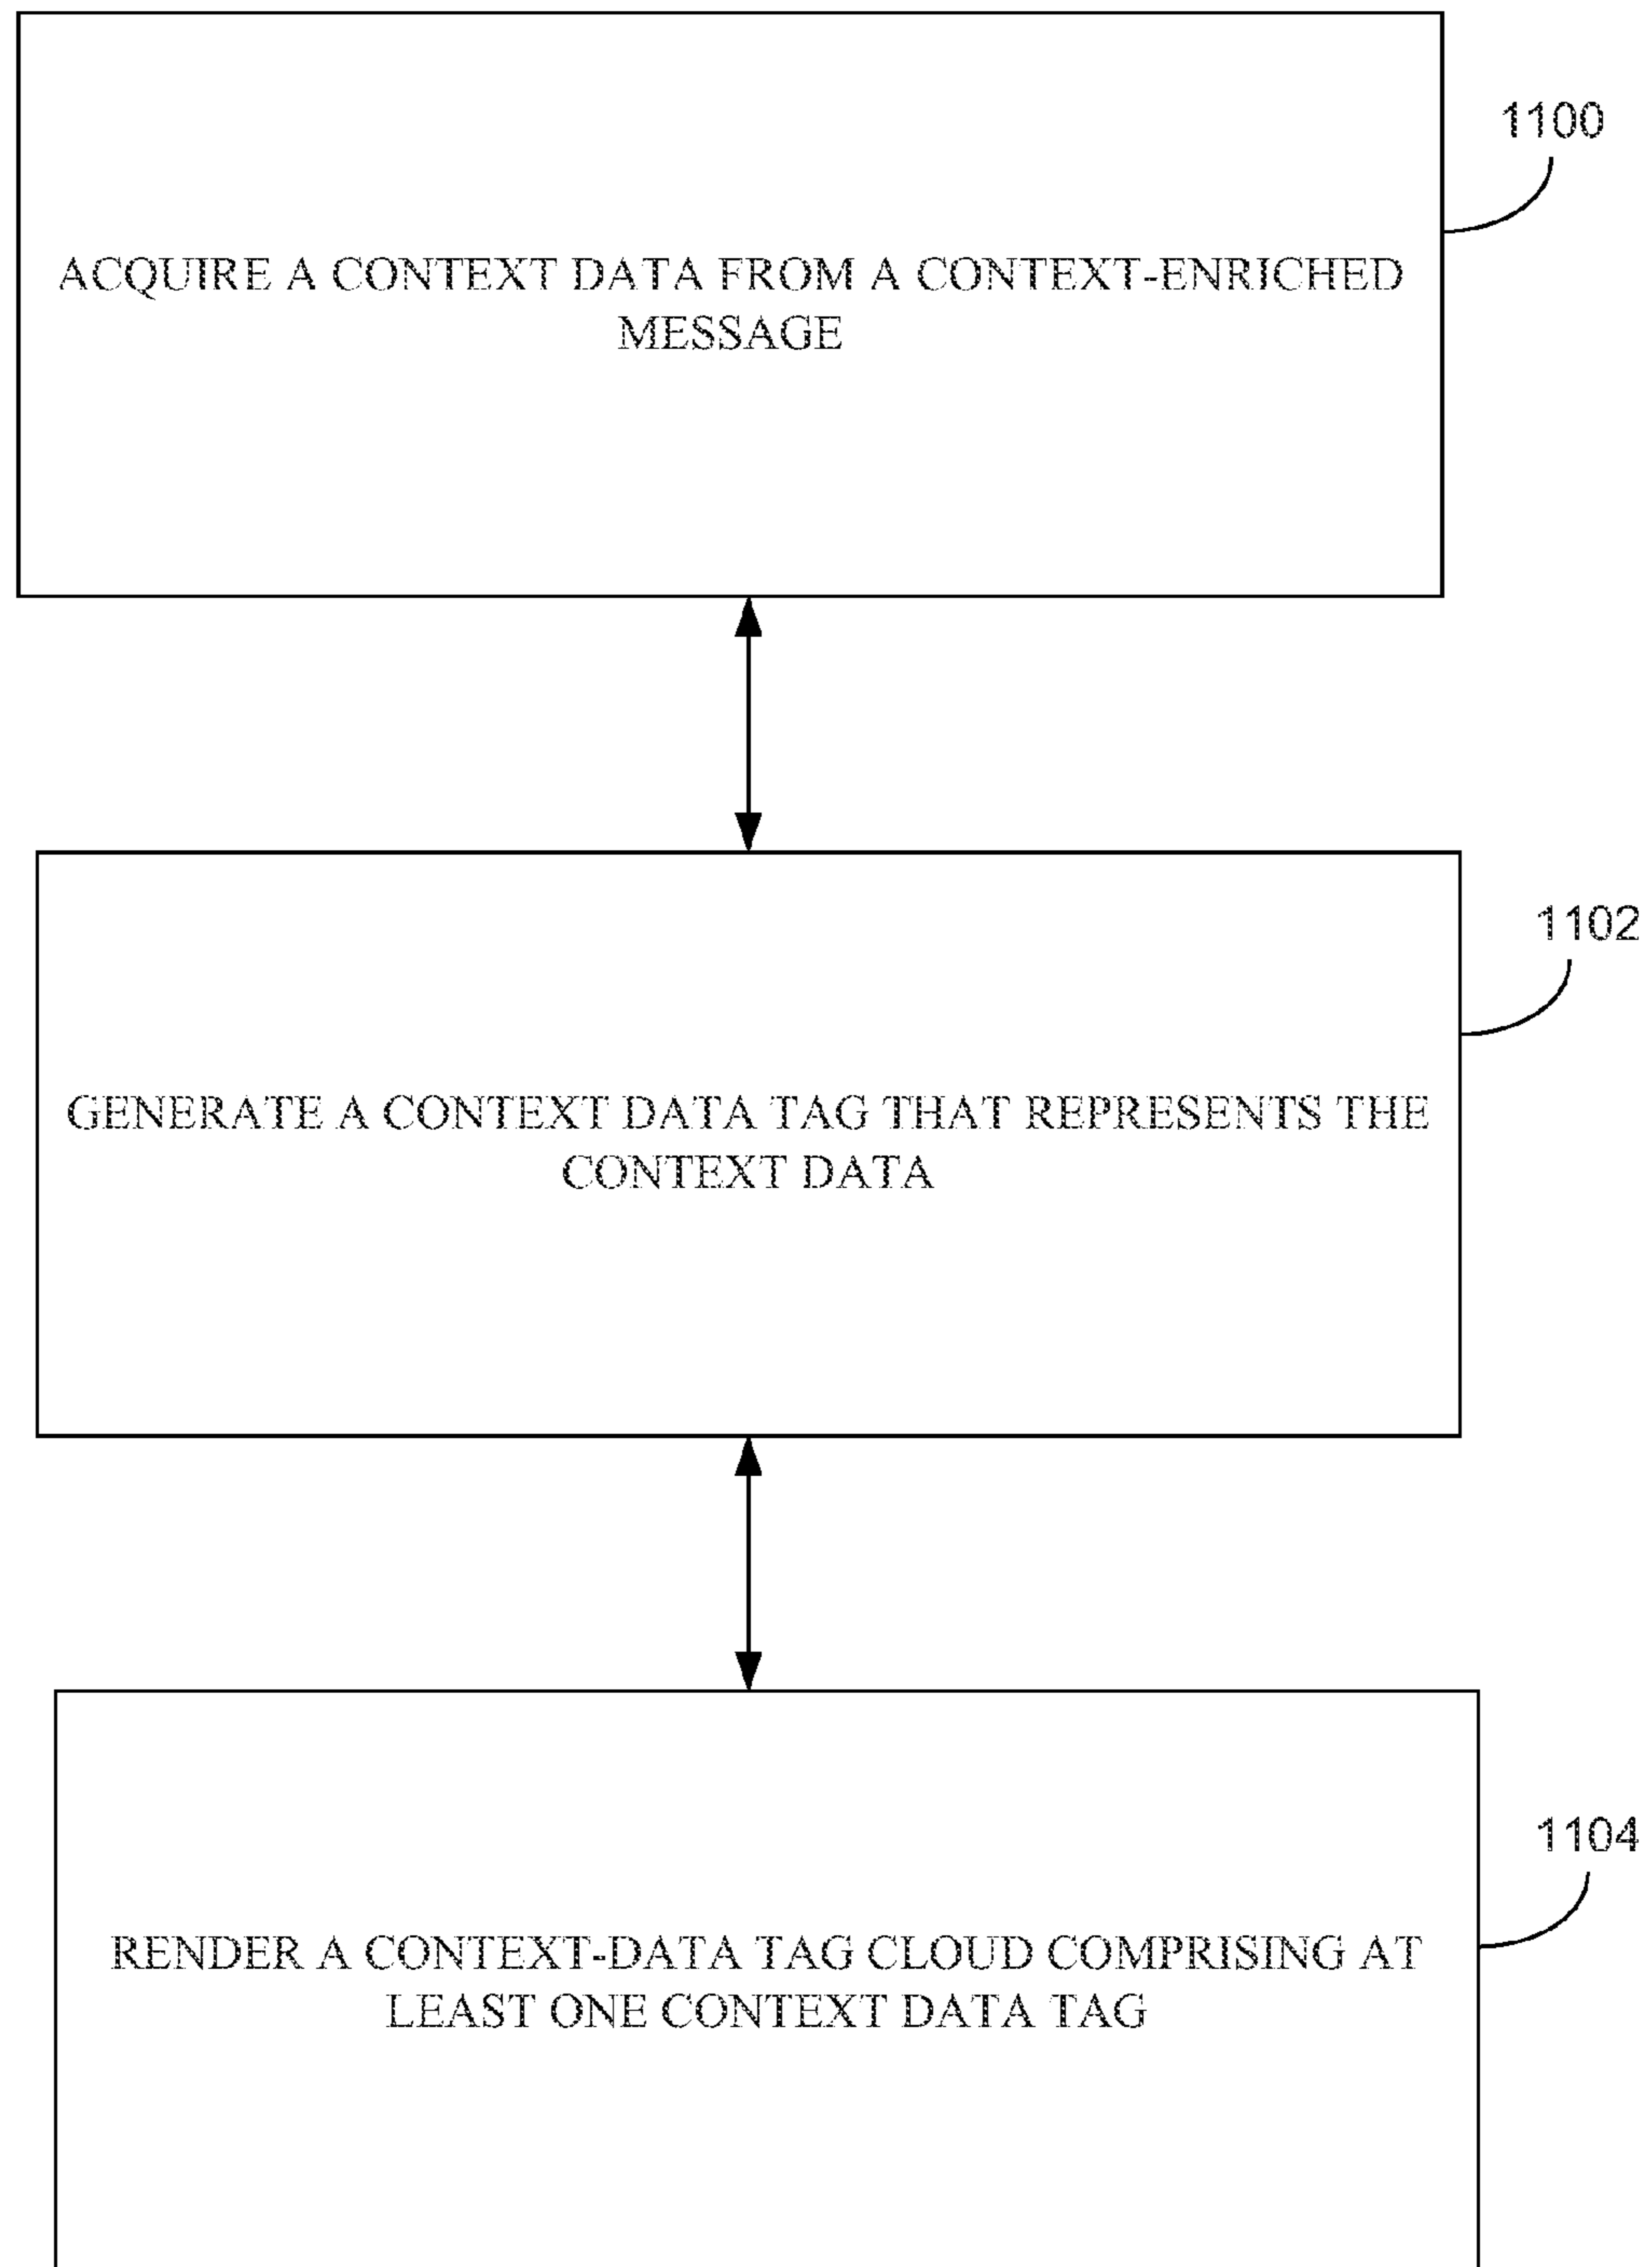 1100
ACQUIRE A CONTEXT DATA FROM A CONTEXT-ENRICHED
MESSAGE
1102
GENERATE A CONTEXT DATA TAG THAT REPRESENTS THE
CONTEXT DATA
1104
RENDER A CONTEXT-DATA TAG CLOUD COMPRISING AT
LEAST ONE CONTEXT DATA TAG